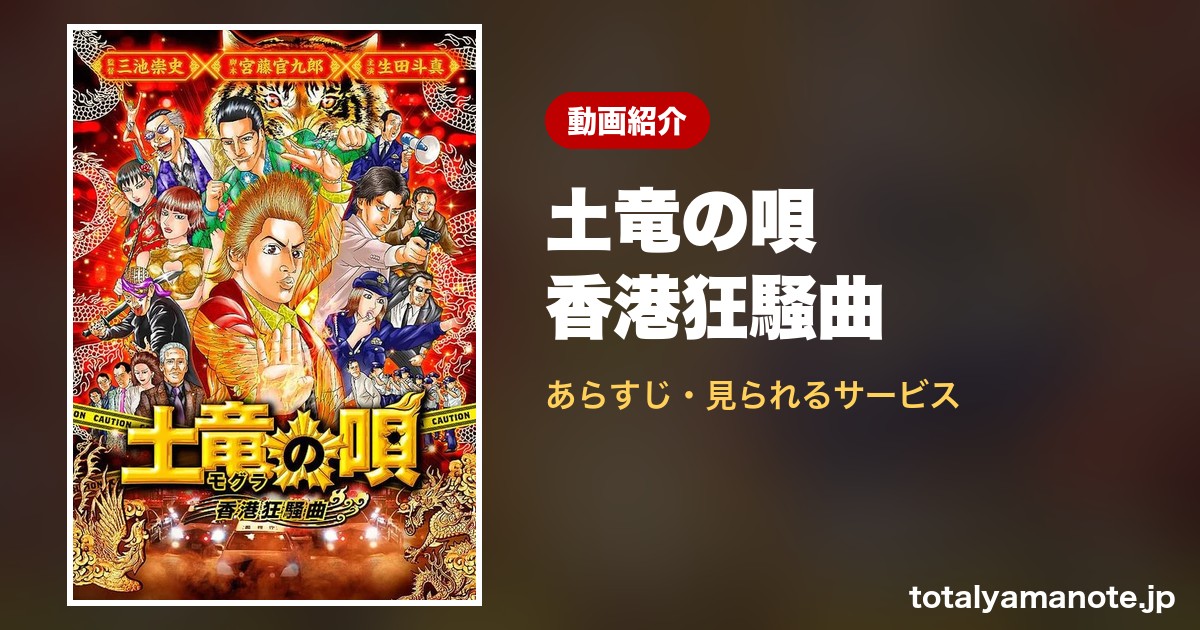 監督 三池崇史 脚本 宮藤官九郎 主演 生田斗真
CAUTION
CAUTION
土竜の唄
モグラ
香港狂騒曲
動画紹介
土竜の唄
香港狂騒曲
あらすじ・見られるサービス
totalyamanote.jp